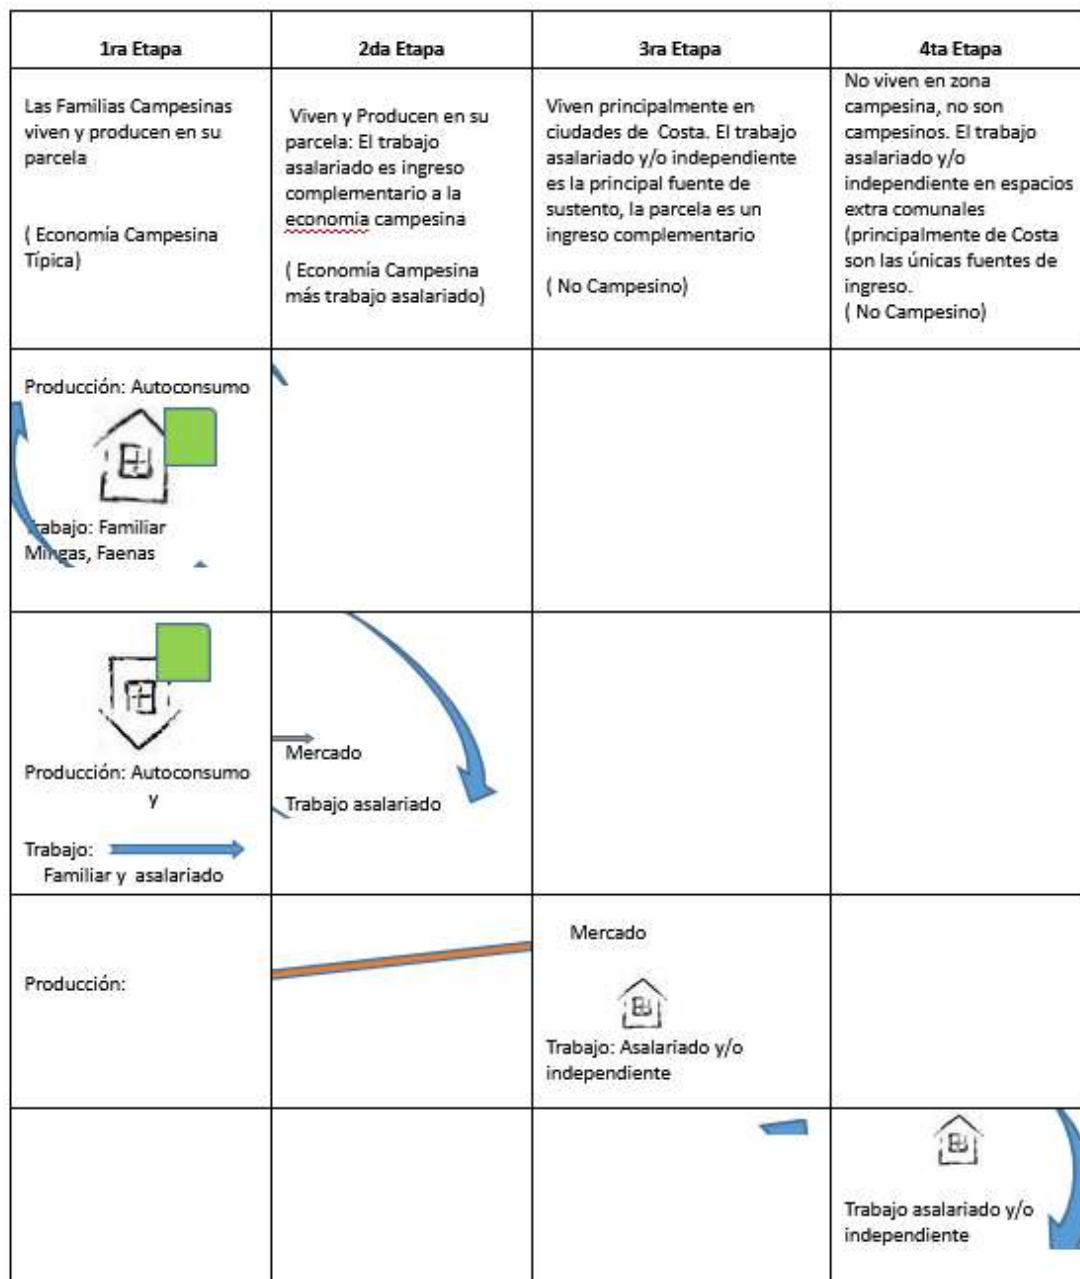 1ra Etapa
2da Etapa
3ra Etapa
4ta Etapa
Las Familias Campesinas
viven y producen en su
parcela
( Economía Campesina
Típica)
Viven y Producen en su
parcela: El trabajo
asalariado es ingreso
complementario a la
economía campesina
( Economía Campesina
más trabajo asalariado)
Viven principalmente en
ciudades de Costa. El trabajo
asalariado y/o independiente
es la principal fuente de
sustento, la parcela es un
ingreso complementario
( No Campesino)
No viven en zona
campesina, no son
campesinos. El trabajo
asalariado y/o
independiente en espacios
extra comunales
(principalmente de Costa
son las únicas fuentes de
ingreso.
( No Campesino)
Producción: Autoconsumo
Trabajo: Familiar
Mingas, Faenas
Producción: Autoconsumo
y
Trabajo:
Familiar y asalariado
Mercado
Trabajo asalariado
Producción:
Mercado
Trabajo: Asalariado y/o
independiente
Trabajo asalariado y/o
independiente